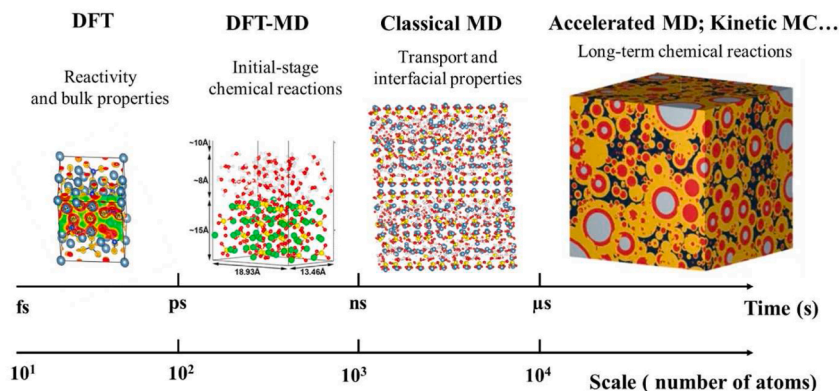 DFT
DFT-MD
Classical MD
Accelerated MD; Kinetic MC…
Reactivity
and bulk properties
Initial-stage
chemical reactions
Transport and
interfacial properties
Long-term chemical reactions
~10Å
~8Å
~15Å
18.93Å
13.46Å
fs
ps
ns
µs
Time (s)
10¹
10²
10³
10⁴
Scale ( number of atoms)